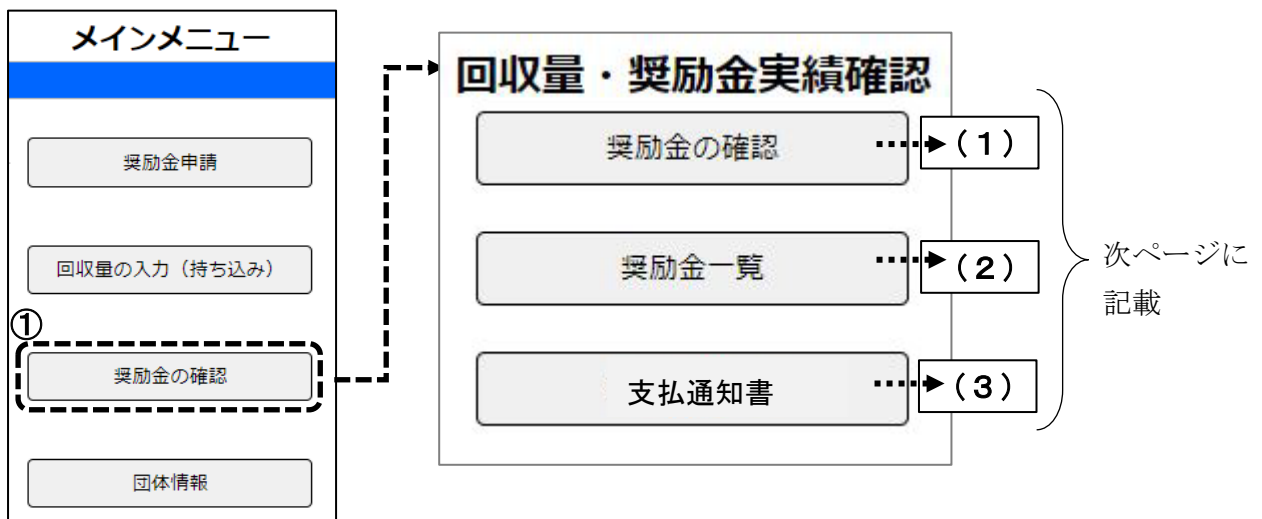 メインメニュー
奨励金申請
回収量の入力（持ち込み）
①
奨励金の確認
団体情報
回収量・奨励金実績確認
奨励金の確認
（１）
奨励金一覧
（２）
支払通知書
（３）
次ページに
記載